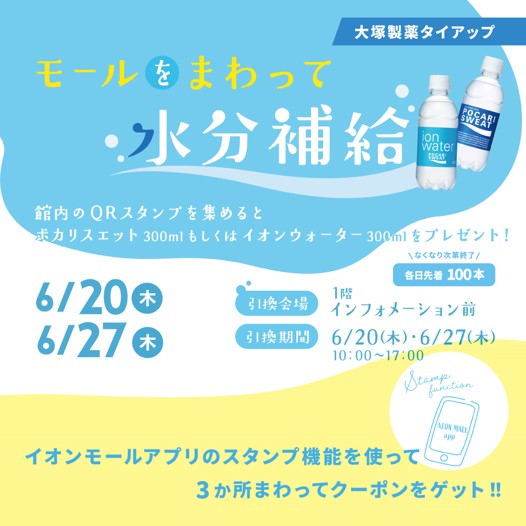 大塚製薬タイアップ
モールをまわって
水分補給
ion water
POCARI SWEAT
POCARI SWEAT
館内のQRスタンプを集めると
ポカリスエット300mlもしくはイオンウォーター300mlをプレゼント!
\なくなり次第終了/
各日先着 100本
6/20木
6/27木
引換会場
1階
インフォメーション前
引換期間
6/20(木)・6/27(木)
10:00〜17:00
Stamp function
AEON MALL
app
イオンモールアプリのスタンプ機能を使って
3か所まわってクーポンをゲット!!